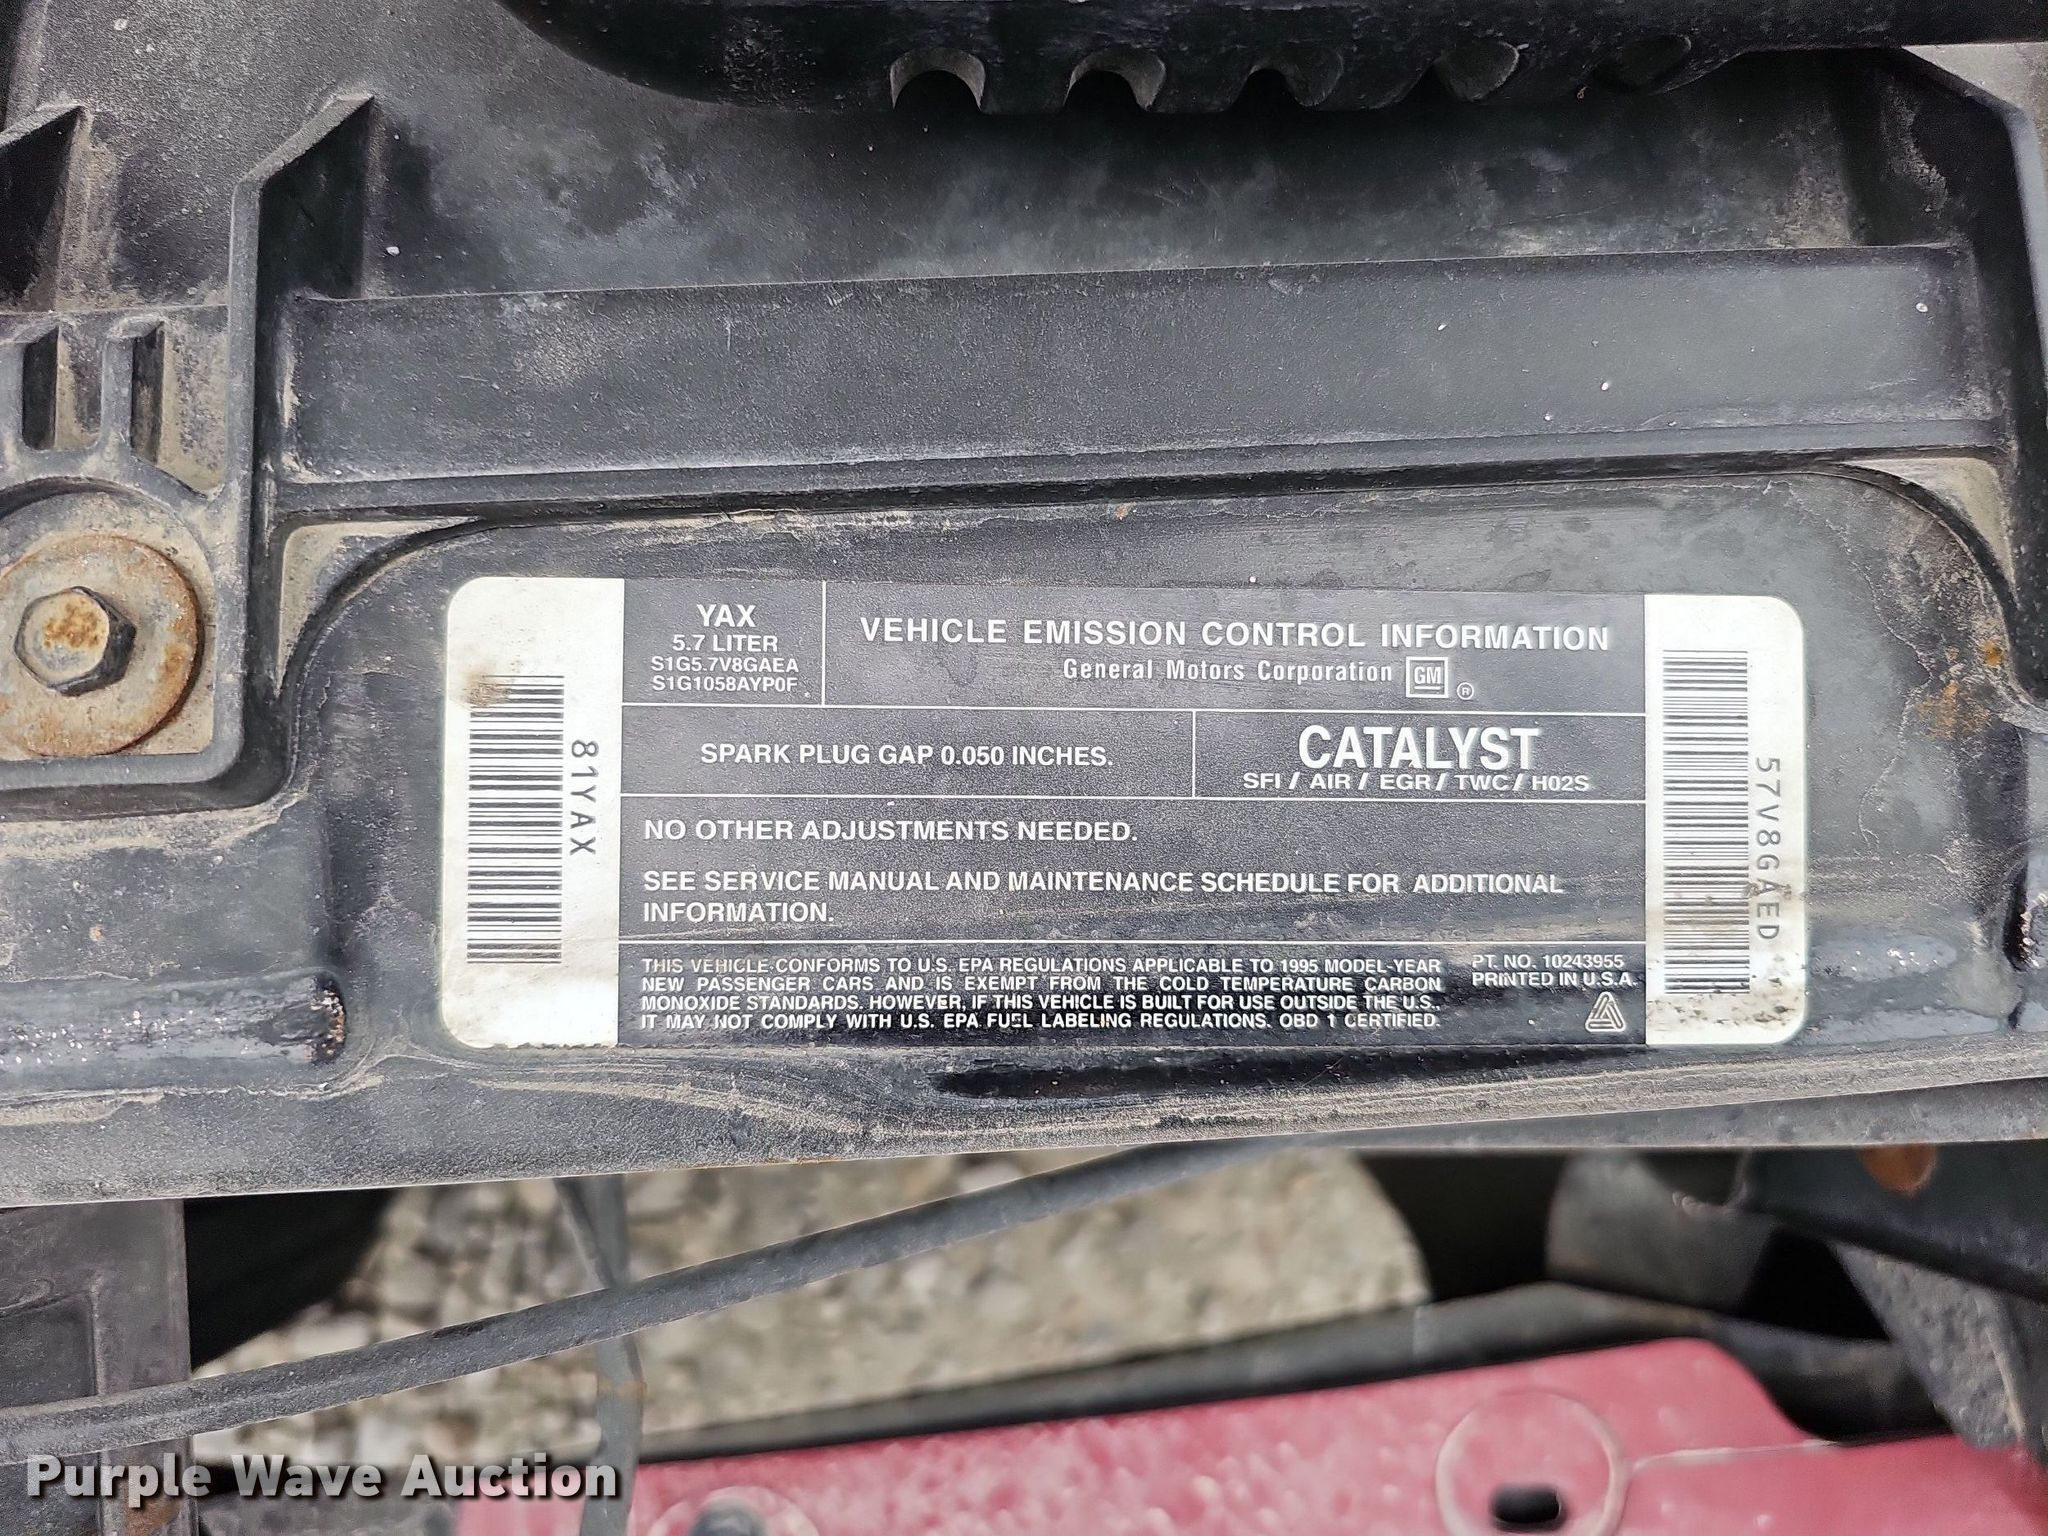 YAX
5.7 LITER
S1G5.7V8GAEA
S1G1058AYP0F
VEHICLE EMISSION CONTROL INFORMATION
General Motors Corporation GM ®
SPARK PLUG GAP 0.050 INCHES.
CATALYST
SFI / AIR / EGR / TWC / H02S
NO OTHER ADJUSTMENTS NEEDED.
SEE SERVICE MANUAL AND MAINTENANCE SCHEDULE FOR ADDITIONAL
INFORMATION.
THIS VEHICLE CONFORMS TO U.S. EPA REGULATIONS APPLICABLE TO 1995 MODEL-YEAR
NEW PASSENGER CARS AND IS EXEMPT FROM THE COLD TEMPERATURE CARBON
MONOXIDE STANDARDS. HOWEVER, IF THIS VEHICLE IS BUILT FOR USE OUTSIDE THE U.S.,
IT MAY NOT COMPLY WITH U.S. EPA FUEL LABELING REGULATIONS. OBD 1 CERTIFIED.
PT. NO. 10243955
PRINTED IN U.S.A.
81YAX
57V8GAED
Purple Wave Auction